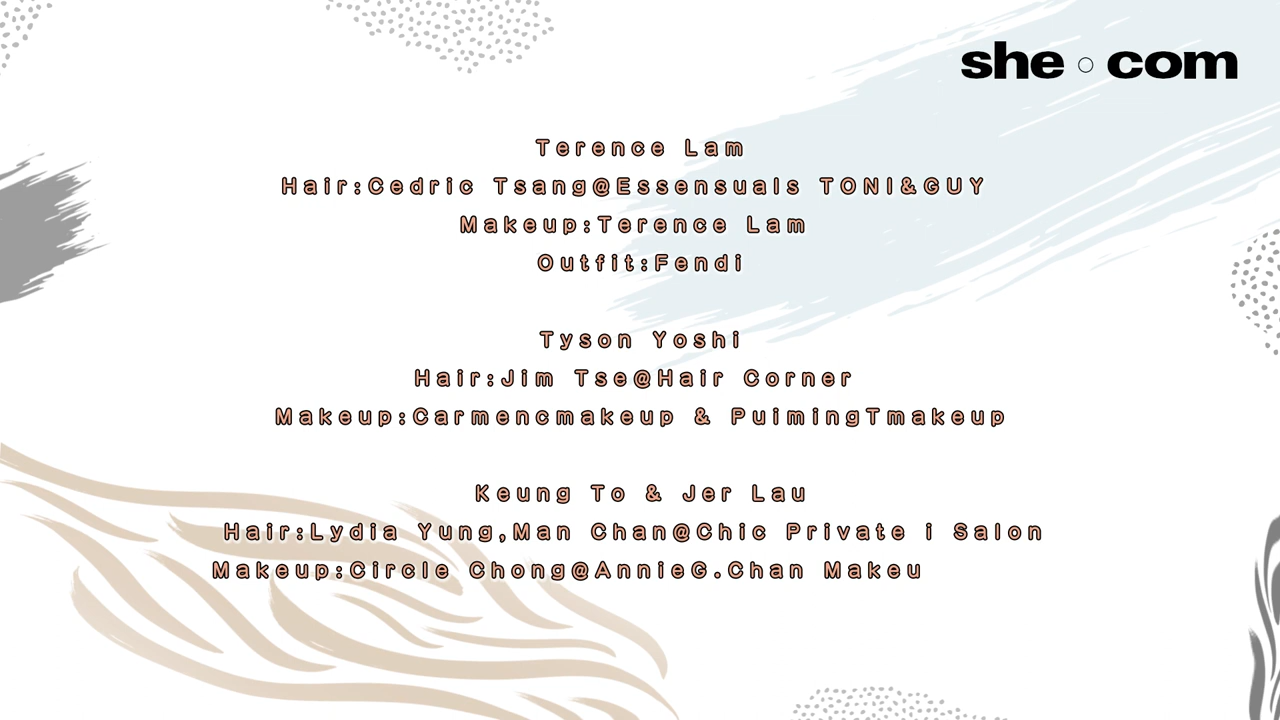 she com
Terence Lam
Hair:Cedric Tsang@Essensuals TONI&GUY
Makeup:Terence Lam
Outfit:Fendi
Tyson Yoshi
Hair:Jim Tse@Hair Corner
Makeup:Carmencmakeup & PuimingTmakeup
Keung To & Jer Lau
Hair:Lydia Yung,Man Chan@Chic Private i Salon
Makeup:Circle Chong@AnnieG.Chan Makeu